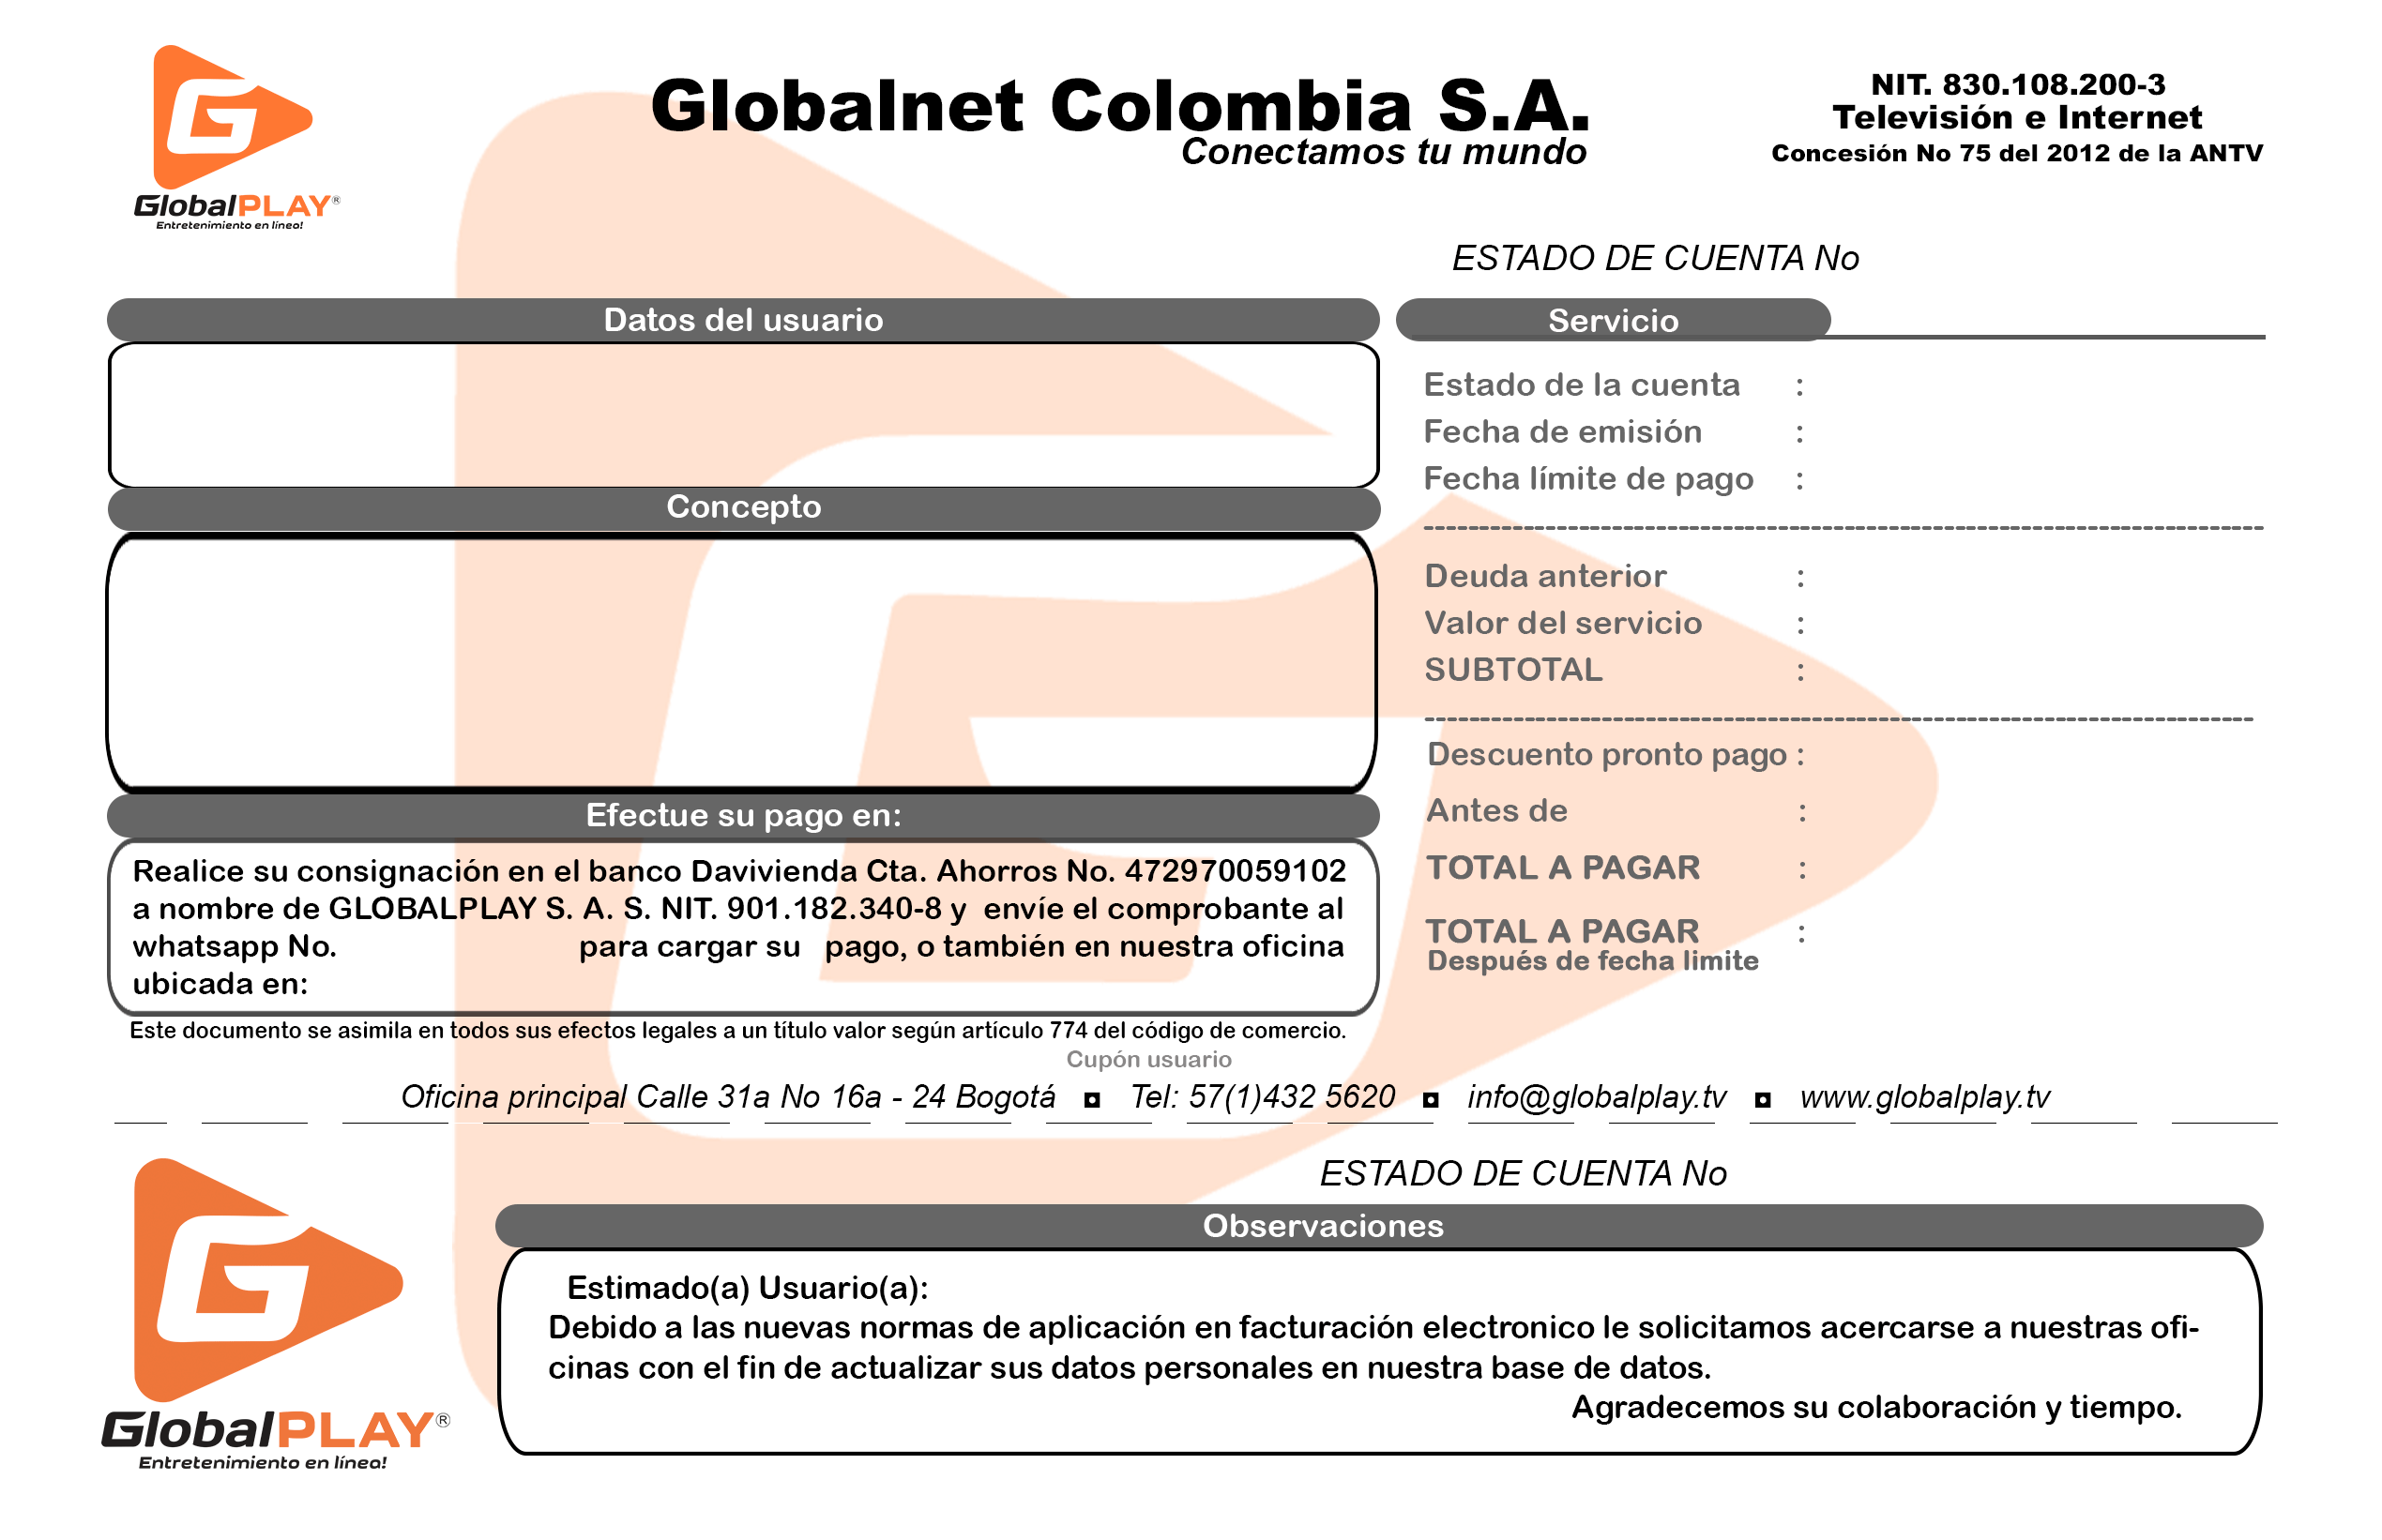 GlobalPLAY®
Entretenimiento en línea!
Globalnet Colombia S.A.
Conectamos tu mundo
NIT. 830.108.200-3
Televisión e Internet
Concesión No 75 del 2012 de la ANTV
ESTADO DE CUENTA No
Datos del usuario
Concepto
Efectue su pago en:
Realice su consignación en el banco Davivienda Cta. Ahorros No. 472970059102
a nombre de GLOBALPLAY S. A. S. NIT. 901.182.340-8 y envíe el comprobante al
whatsapp No. para cargar su pago, o también en nuestra oficina
ubicada en:
Servicio
Estado de la cuenta :
Fecha de emisión :
Fecha límite de pago :
Deuda anterior :
Valor del servicio :
SUBTOTAL :
Descuento pronto pago :
Antes de :
TOTAL A PAGAR :
TOTAL A PAGAR :
Después de fecha limite
Este documento se asimila en todos sus efectos legales a un título valor según artículo 774 del código de comercio.
Cupón usuario
Oficina principal Calle 31a No 16a - 24 Bogotá ◘ Tel: 57(1)432 5620 ◘ info@globalplay.tv ◘ www.globalplay.tv
ESTADO DE CUENTA No
GlobalPLAY®
Entretenimiento en línea!
Observaciones
Estimado(a) Usuario(a):
Debido a las nuevas normas de aplicación en facturación electronico le solicitamos acercarse a nuestras ofi-
cinas con el fin de actualizar sus datos personales en nuestra base de datos.
Agradecemos su colaboración y tiempo.